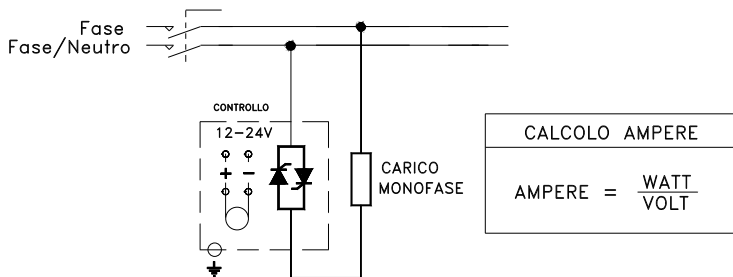 Fase
Fase/Neutro
CONTROLLO
12-24V
+ -
CARICO
MONOFASE
CALCOLO AMPERE
AMPERE = WATT
VOLT